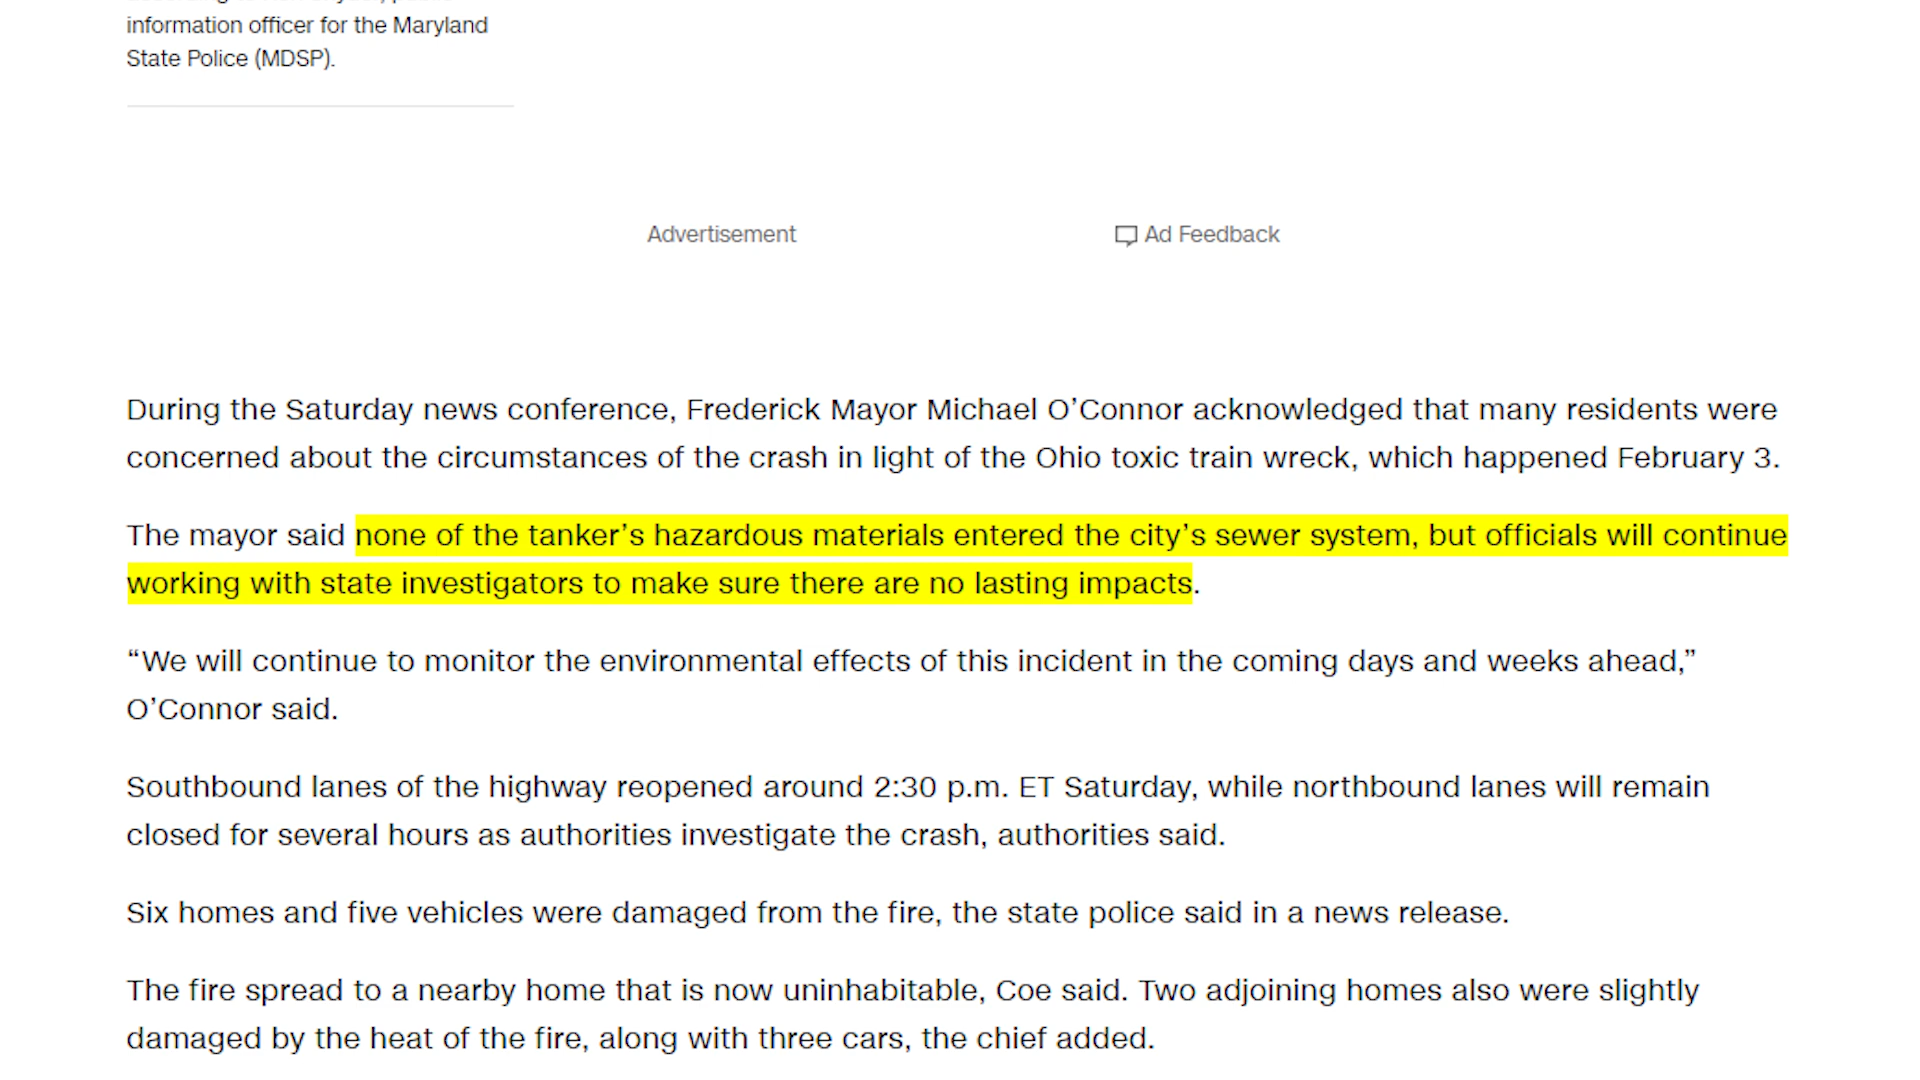 information officer for the Maryland
State Police (MDSP).
Advertisement
Ad Feedback
During the Saturday news conference, Frederick Mayor Michael O’Connor acknowledged that many residents were
concerned about the circumstances of the crash in light of the Ohio toxic train wreck, which happened February 3.
The mayor said none of the tanker’s hazardous materials entered the city’s sewer system, but officials will continue
working with state investigators to make sure there are no lasting impacts.
“We will continue to monitor the environmental effects of this incident in the coming days and weeks ahead,”
O’Connor said.
Southbound lanes of the highway reopened around 2:30 p.m. ET Saturday, while northbound lanes will remain
closed for several hours as authorities investigate the crash, authorities said.
Six homes and five vehicles were damaged from the fire, the state police said in a news release.
The fire spread to a nearby home that is now uninhabitable, Coe said. Two adjoining homes also were slightly
damaged by the heat of the fire, along with three cars, the chief added.